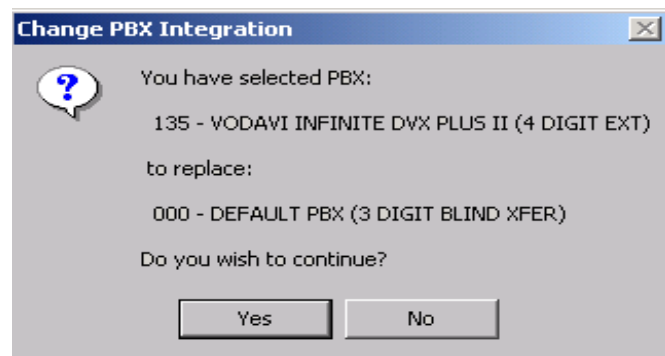 Change PBX Integration
You have selected PBX:
135 - VODAVI INFINITE DVX PLUS II (4 DIGIT EXT)
to replace:
000 - DEFAULT PBX (3 DIGIT BLIND XFER)
Do you wish to continue?
Yes
No